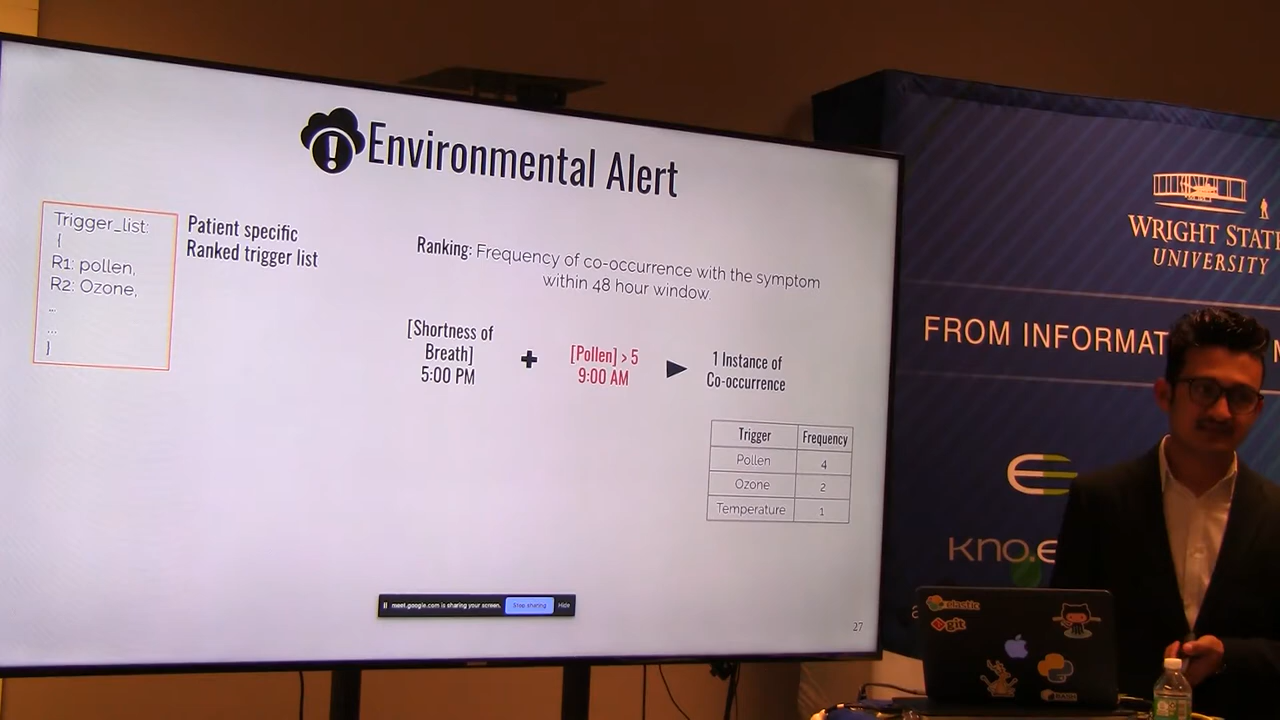 Environmental Alert
Trigger_list:
{
R1: pollen,
R2: Ozone,
...
...
}
Patient specific
Ranked trigger list
Ranking: Frequency of co-occurrence with the symptom
within 48 hour window.
[Shortness of
Breath]
5:00 PM
+
[Pollen] > 5
9:00 AM
1 Instance of
Co-occurrence
Trigger Frequency
Pollen 4
Ozone 2
Temperature 1
meet.google.com is sharing your screen. Stop sharing Hide
27
WRIGHT STATE
UNIVERSITY
FROM INFORMAT
kno.e
elastic
git